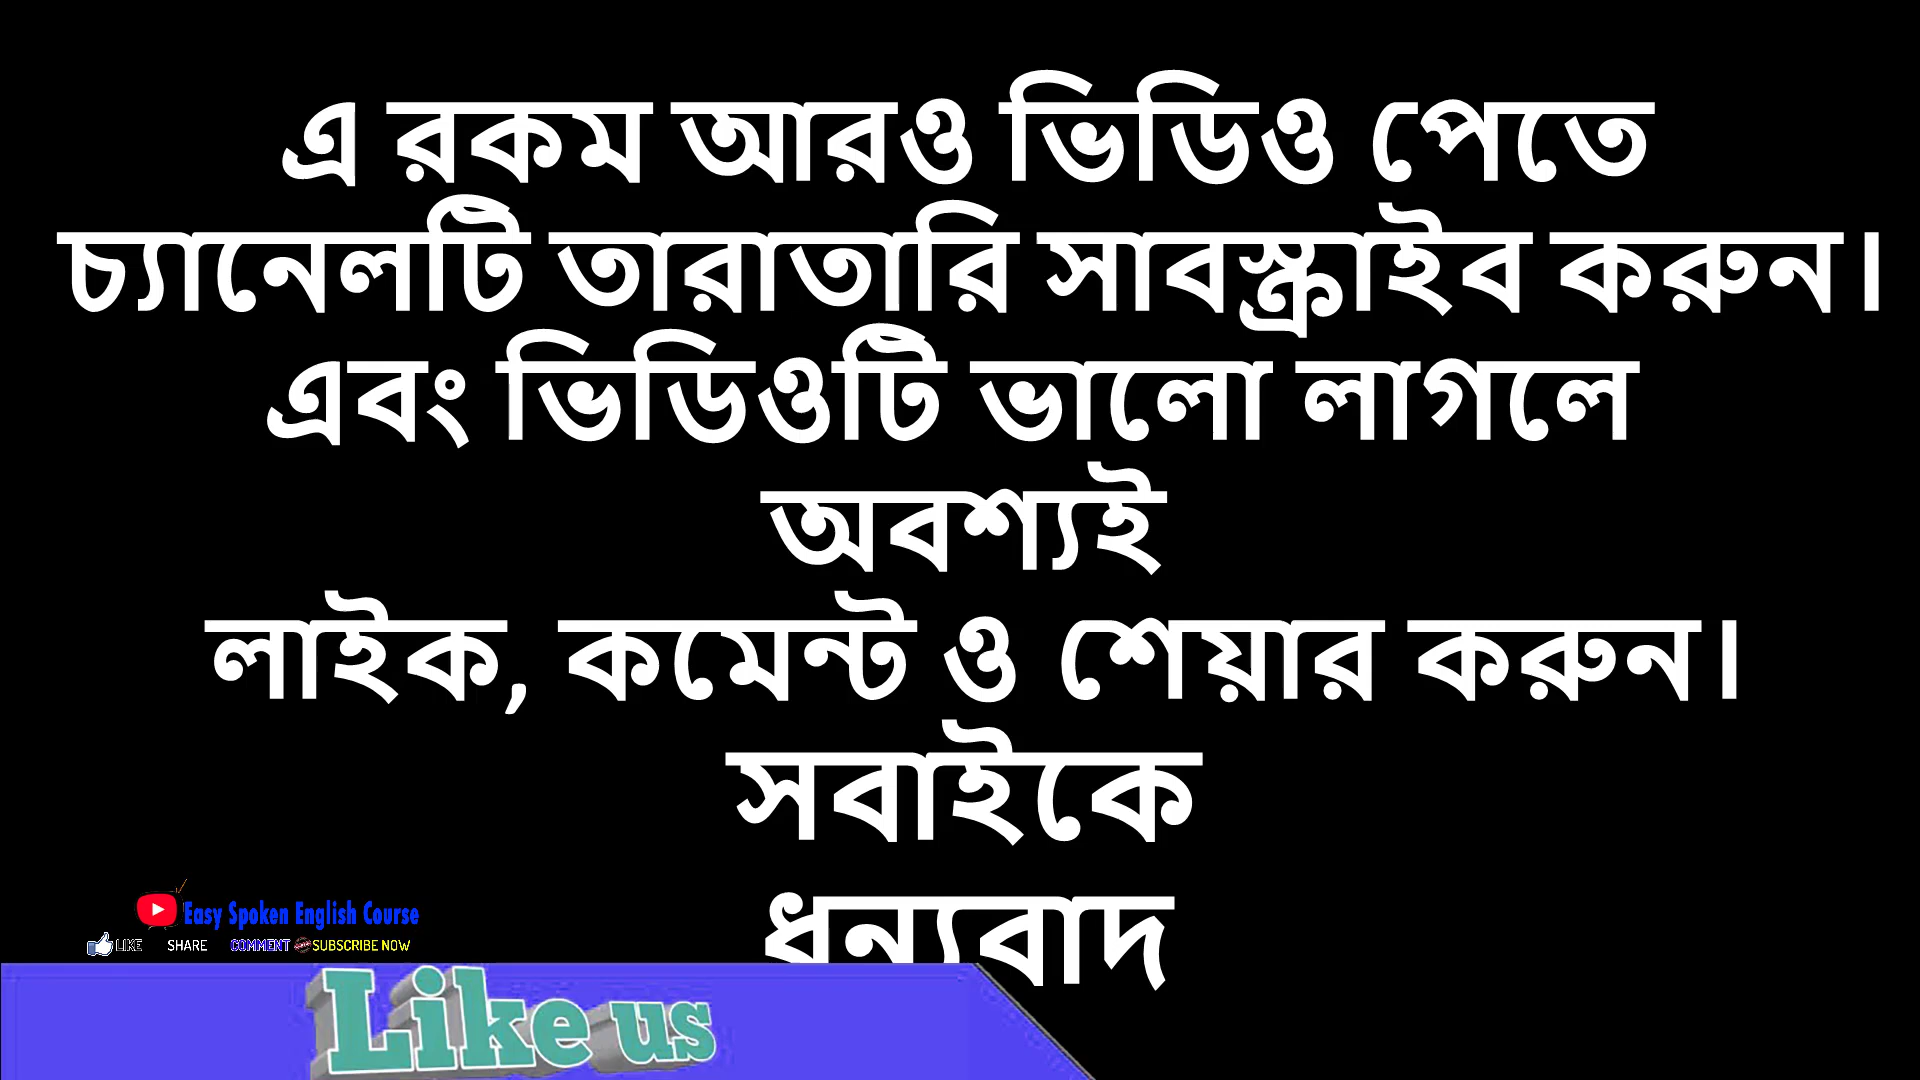 এ রকম আরও ভিডিও পেতে
চ্যানেলটি তারাতারি সাবস্ক্রাইব করুন।
এবং ভিডিওটি ভালো লাগলে
অবশ্যই
লাইক, কমেন্ট ও শেয়ার করুন।
সবাইকে
ধন্যবাদ
Easy Spoken English Course
LIKE SHARE COMMENT SUBSCRIBE NOW
Like us